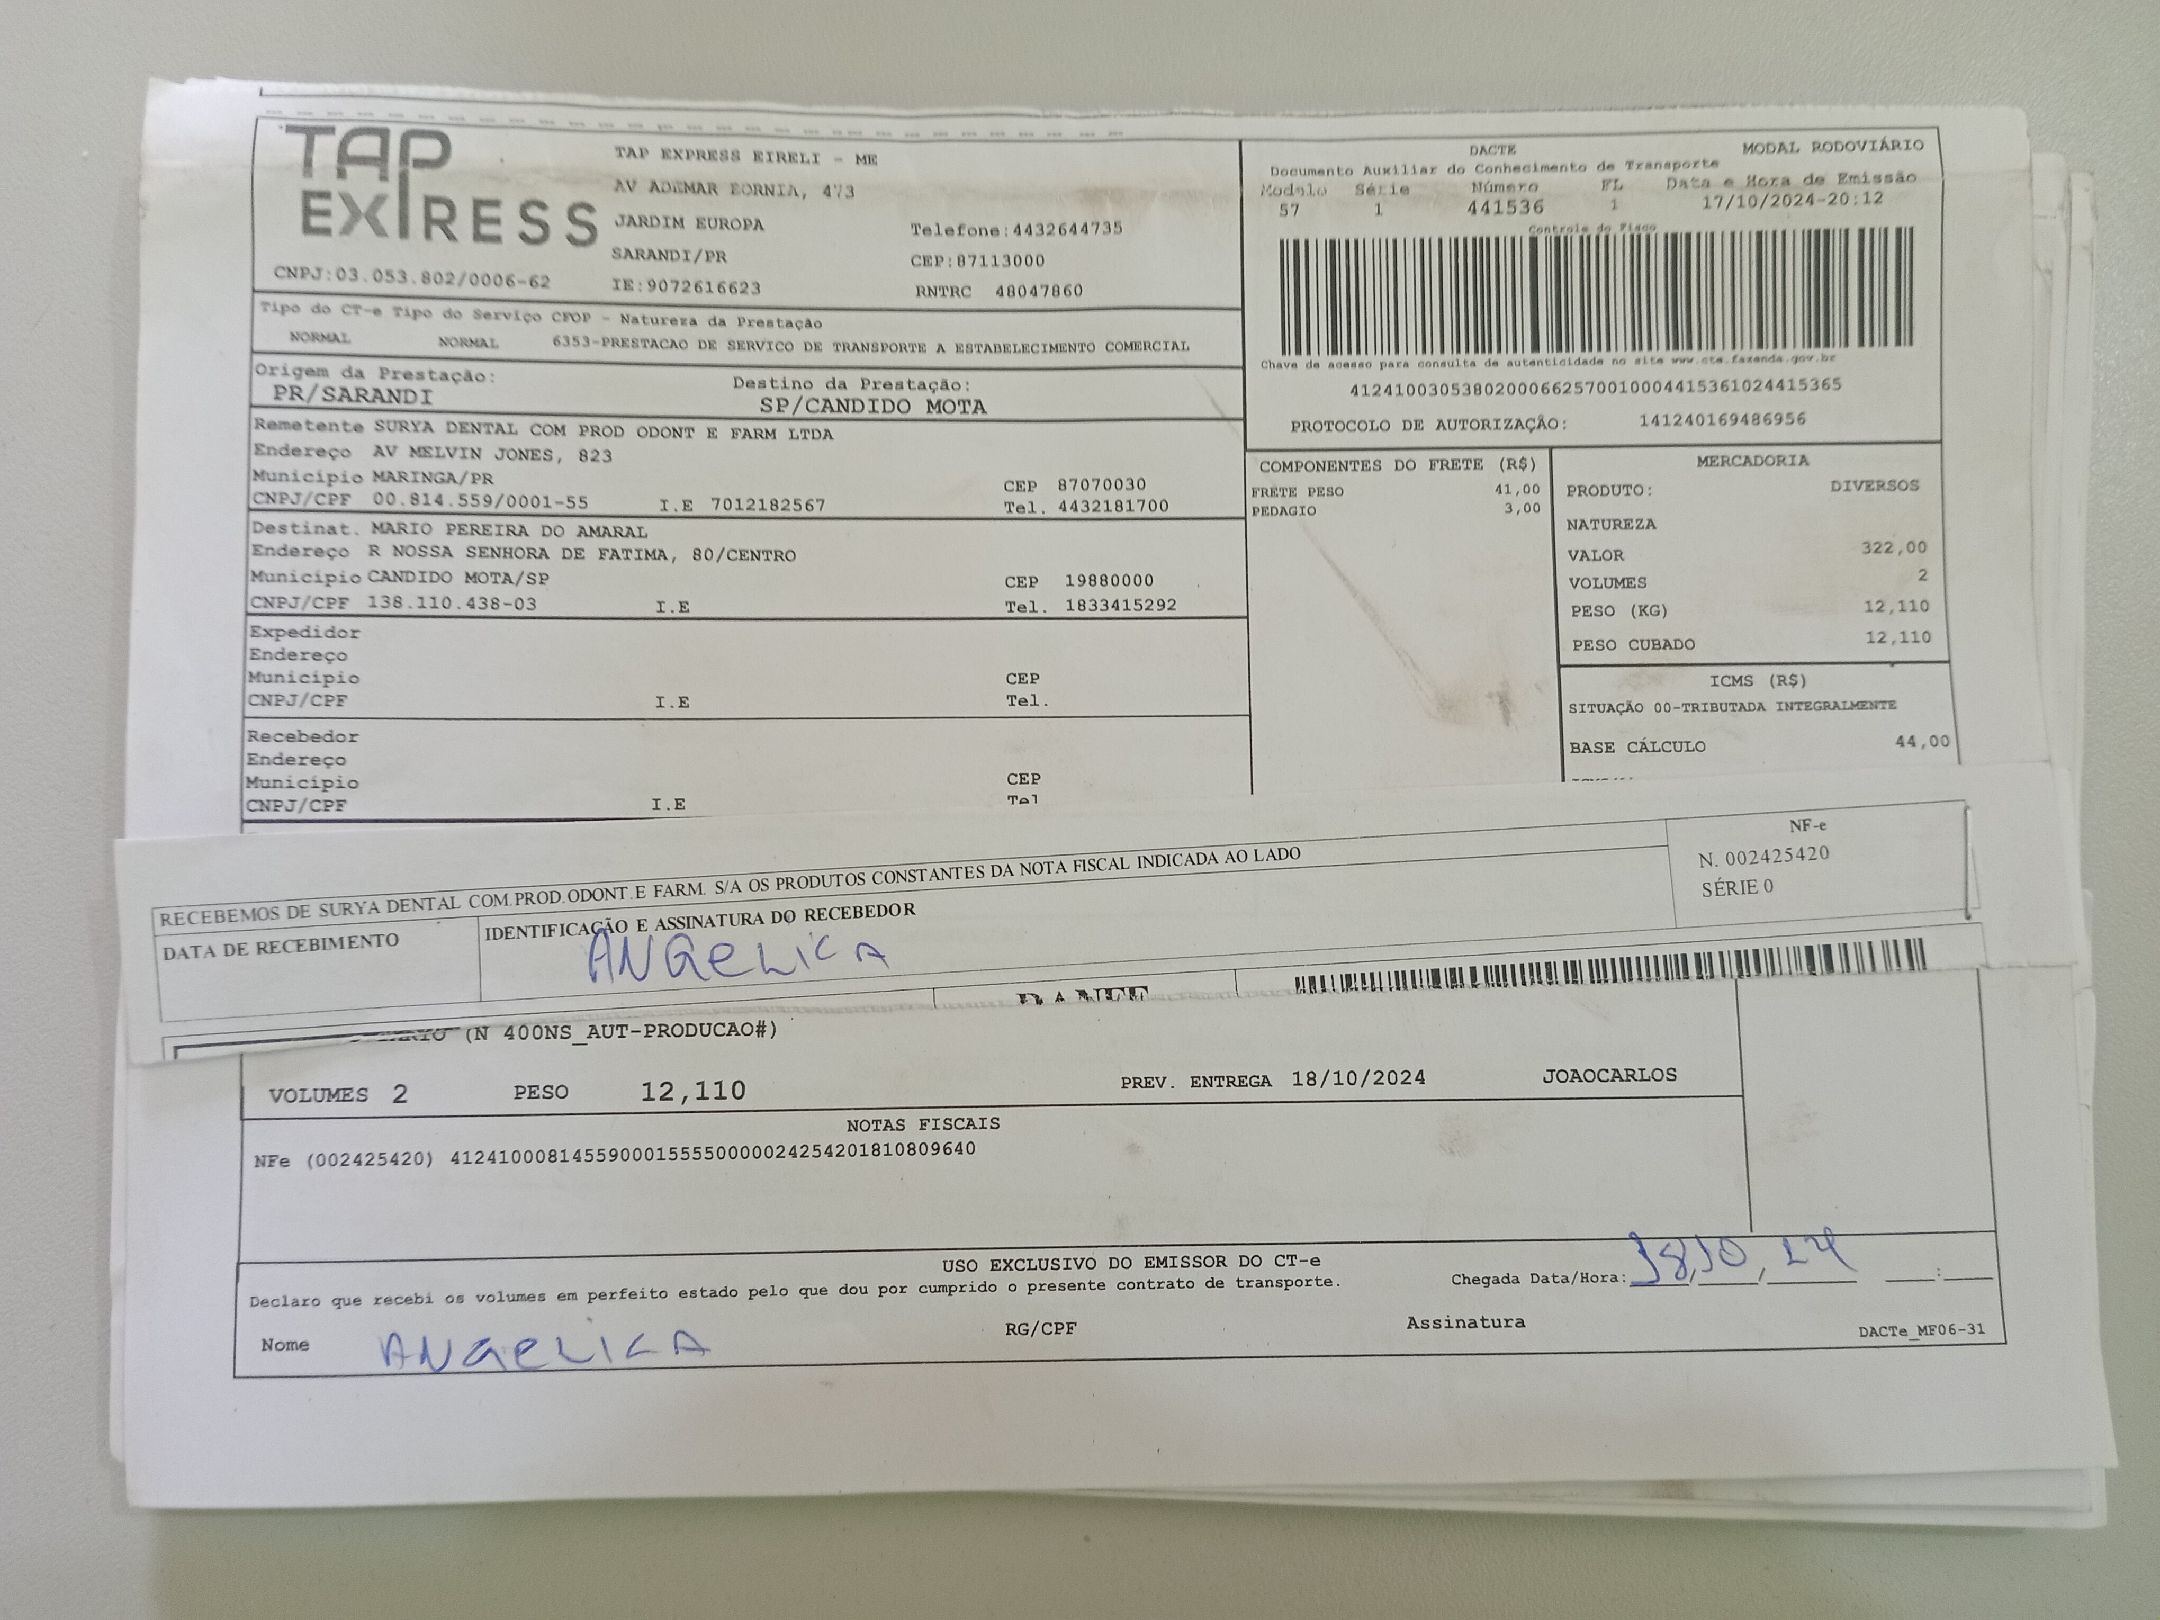 TAP
EXPRESS
CNPJ:03.053.802/0006-62
TAP EXPRESS EIRELI - ME
AV ADEMAR BORNIA, 473
JARDIM EUROPA
Telefone:4432644735
SARANDI/PR
CEP:87113000
IE:9072616623
RNTRC 48047860
DACTE
MODAL RODOVIÁRIO
Documento Auxiliar do Conhecimento de Transporte
Modelo Série Número FL Data e Hora de Emissão
57 1 441536 1 17/10/2024-20:12
Controle do Fisco
Chave de acesso para consulta de autenticidade no site www.cte.fazenda.gov.br
41241003053802000662570010004415361024415365
PROTOCOLO DE AUTORIZAÇÃO: 141240169486956
Tipo do CT-e Tipo do Serviço CFOP - Natureza da Prestação
NORMAL NORMAL 6353-PRESTACAO DE SERVICO DE TRANSPORTE A ESTABELECIMENTO COMERCIAL
Origem da Prestação: Destino da Prestação:
PR/SARANDI SP/CANDIDO MOTA
Remetente SURYA DENTAL COM PROD ODONT E FARM LTDA
Endereço AV MELVIN JONES, 823
Município MARINGA/PR CEP 87070030
CNPJ/CPF 00.814.559/0001-55 I.E 7012182567 Tel. 4432181700
Destinat. MARIO PEREIRA DO AMARAL
Endereço R NOSSA SENHORA DE FATIMA, 80/CENTRO
Município CANDIDO MOTA/SP CEP 19880000
CNPJ/CPF 138.110.438-03 I.E Tel. 1833415292
Expedidor
Endereço
Município CEP
CNPJ/CPF I.E Tel.
Recebedor
Endereço
Município CEP
CNPJ/CPF I.E Tel
COMPONENTES DO FRETE (R$)
FRETE PESO 41,00
PEDAGIO 3,00
MERCADORIA
PRODUTO: DIVERSOS
NATUREZA
VALOR 322,00
VOLUMES 2
PESO (KG) 12,110
PESO CUBADO 12,110
ICMS (R$)
SITUAÇÃO 00-TRIBUTADA INTEGRALMENTE
BASE CÁLCULO 44,00
RECEBEMOS DE SURYA DENTAL COM.PROD.ODONT.E FARM. S/A OS PRODUTOS CONSTANTES DA NOTA FISCAL INDICADA AO LADO
NF-e
N. 002425420
SÉRIE 0
DATA DE RECEBIMENTO
IDENTIFICAÇÃO E ASSINATURA DO RECEBEDOR
ANGELICA
DANFE
(N 400NS_AUT-PRODUCAO#)
VOLUMES 2 PESO 12,110 PREV. ENTREGA 18/10/2024 JOAOCARLOS
NOTAS FISCAIS
NFe (002425420) 41241000814559000155550000024254201810809640
USO EXCLUSIVO DO EMISSOR DO CT-e
Declaro que recebi os volumes em perfeito estado pelo que dou por cumprido o presente contrato de transporte.
Chegada Data/Hora: 18/10/24 __:__
Nome ANGELICA RG/CPF Assinatura
DACTe_MF06-31